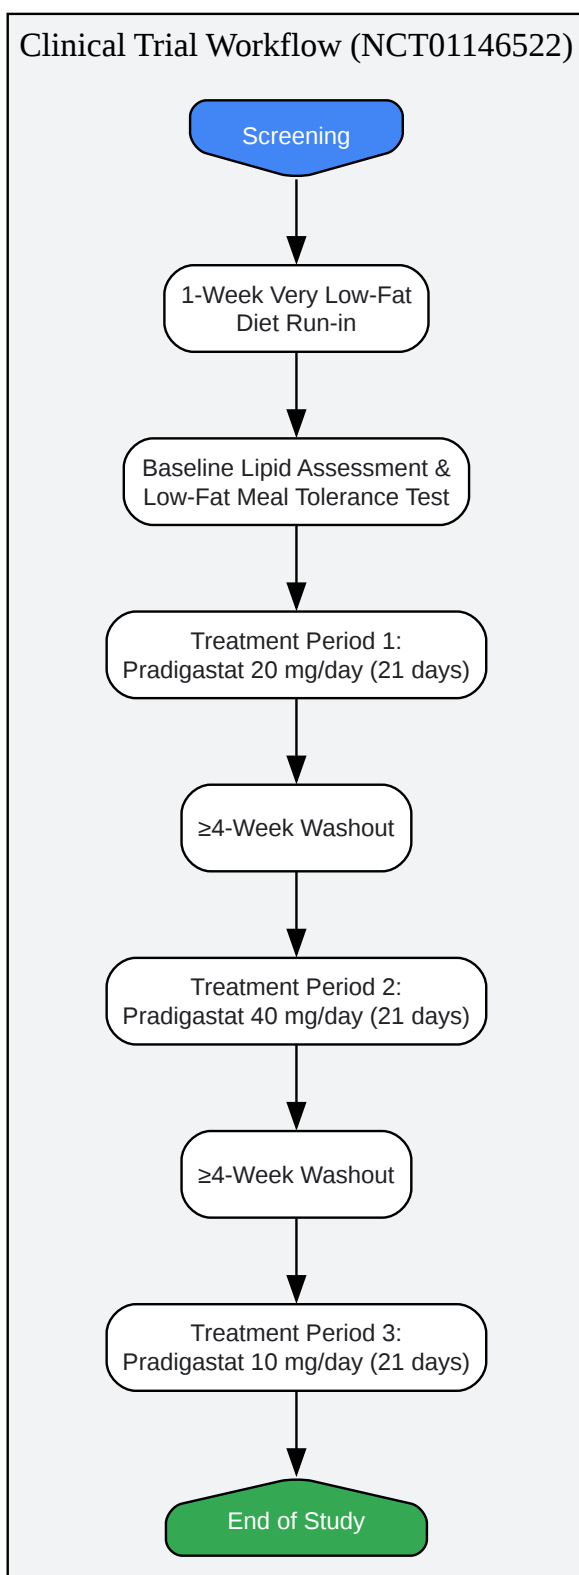 Clinical Trial Workflow (NCT01146522)
Screening
1-Week Very Low-Fat
Diet Run-in
Baseline Lipid Assessment &
Low-Fat Meal Tolerance Test
Treatment Period 1:
Pradigastat 20 mg/day (21 days)
≥4-Week Washout
Treatment Period 2:
Pradigastat 40 mg/day (21 days)
≥4-Week Washout
Treatment Period 3:
Pradigastat 10 mg/day (21 days)
End of Study